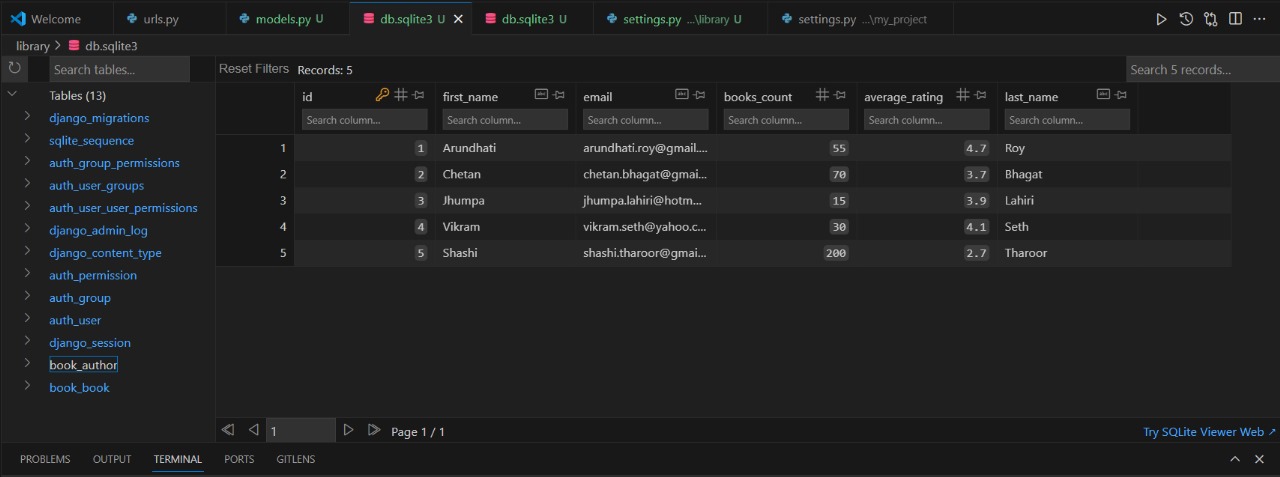 Welcome urls.py models.py U db.sqlite3 U db.sqlite3 U settings.py ...\library U settings.py ...\my_project
library > db.sqlite3
Search tables... Reset Filters Records: 5 Search 5 records...
Tables (13)
django_migrations
sqlite_sequence
auth_group_permissions
auth_user_groups
auth_user_user_permissions
django_admin_log
django_content_type
auth_permission
auth_group
auth_user
django_session
book_author
book_book
id first_name email books_count average_rating last_name
Search column... Search column... Search column... Search column... Search column... Search column...
1 1 Arundhati arundhati.roy@gmail.... 55 4.7 Roy
2 2 Chetan chetan.bhagat@gmai... 70 3.7 Bhagat
3 3 Jhumpa jhumpa.lahiri@hotm... 15 3.9 Lahiri
4 4 Vikram vikram.seth@yahoo.c... 30 4.1 Seth
5 5 Shashi shashi.tharoor@gmai... 200 2.7 Tharoor
1 Page 1 / 1 Try SQLite Viewer Web ↗
PROBLEMS OUTPUT TERMINAL PORTS GITLENS